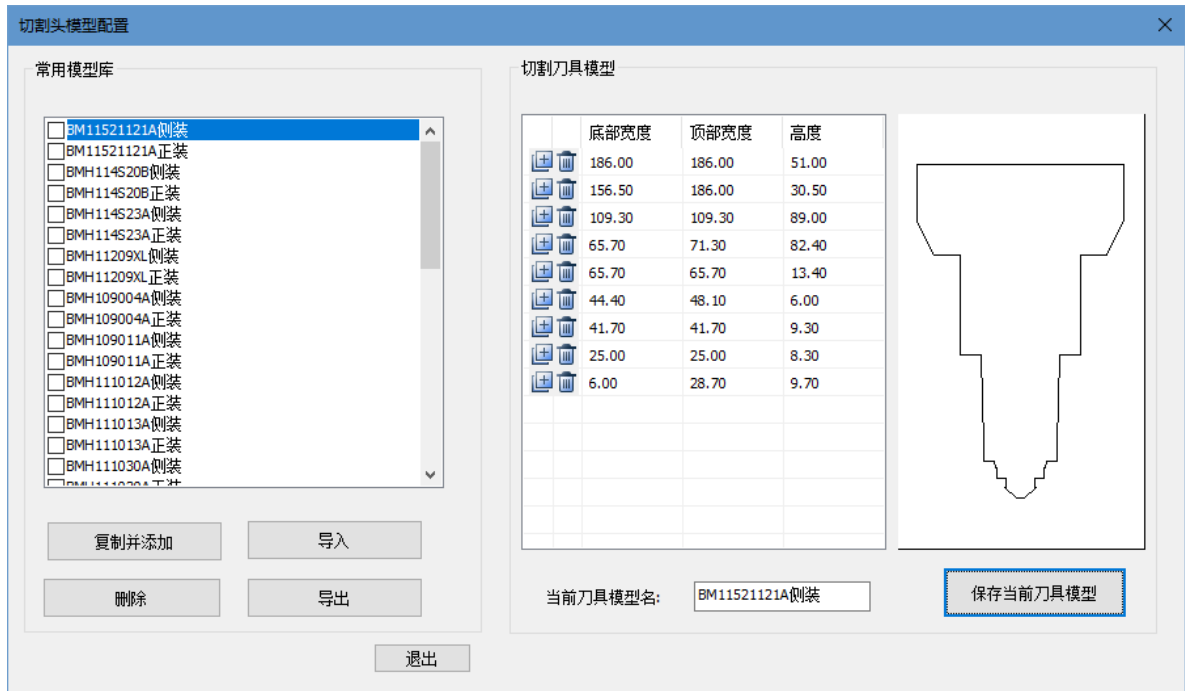 切割头模型配置
常用模型库
BM11521121A侧装
BM11521121A正装
BMH114S20B侧装
BMH114S20B正装
BMH114S23A侧装
BMH114S23A正装
BMH11209XL侧装
BMH11209XL正装
BMH109004A侧装
BMH109004A正装
BMH109011A侧装
BMH109011A正装
BMH111012A侧装
BMH111012A正装
BMH111013A侧装
BMH111013A正装
BMH111030A侧装
复制并添加 导入
删除 导出
退出
切割刀具模型
底部宽度 顶部宽度 高度
186.00 186.00 51.00
156.50 186.00 30.50
109.30 109.30 89.00
65.70 71.30 82.40
65.70 65.70 13.40
44.40 48.10 6.00
41.70 41.70 9.30
25.00 25.00 8.30
6.00 28.70 9.70
当前刀具模型名: BM11521121A侧装 保存当前刀具模型